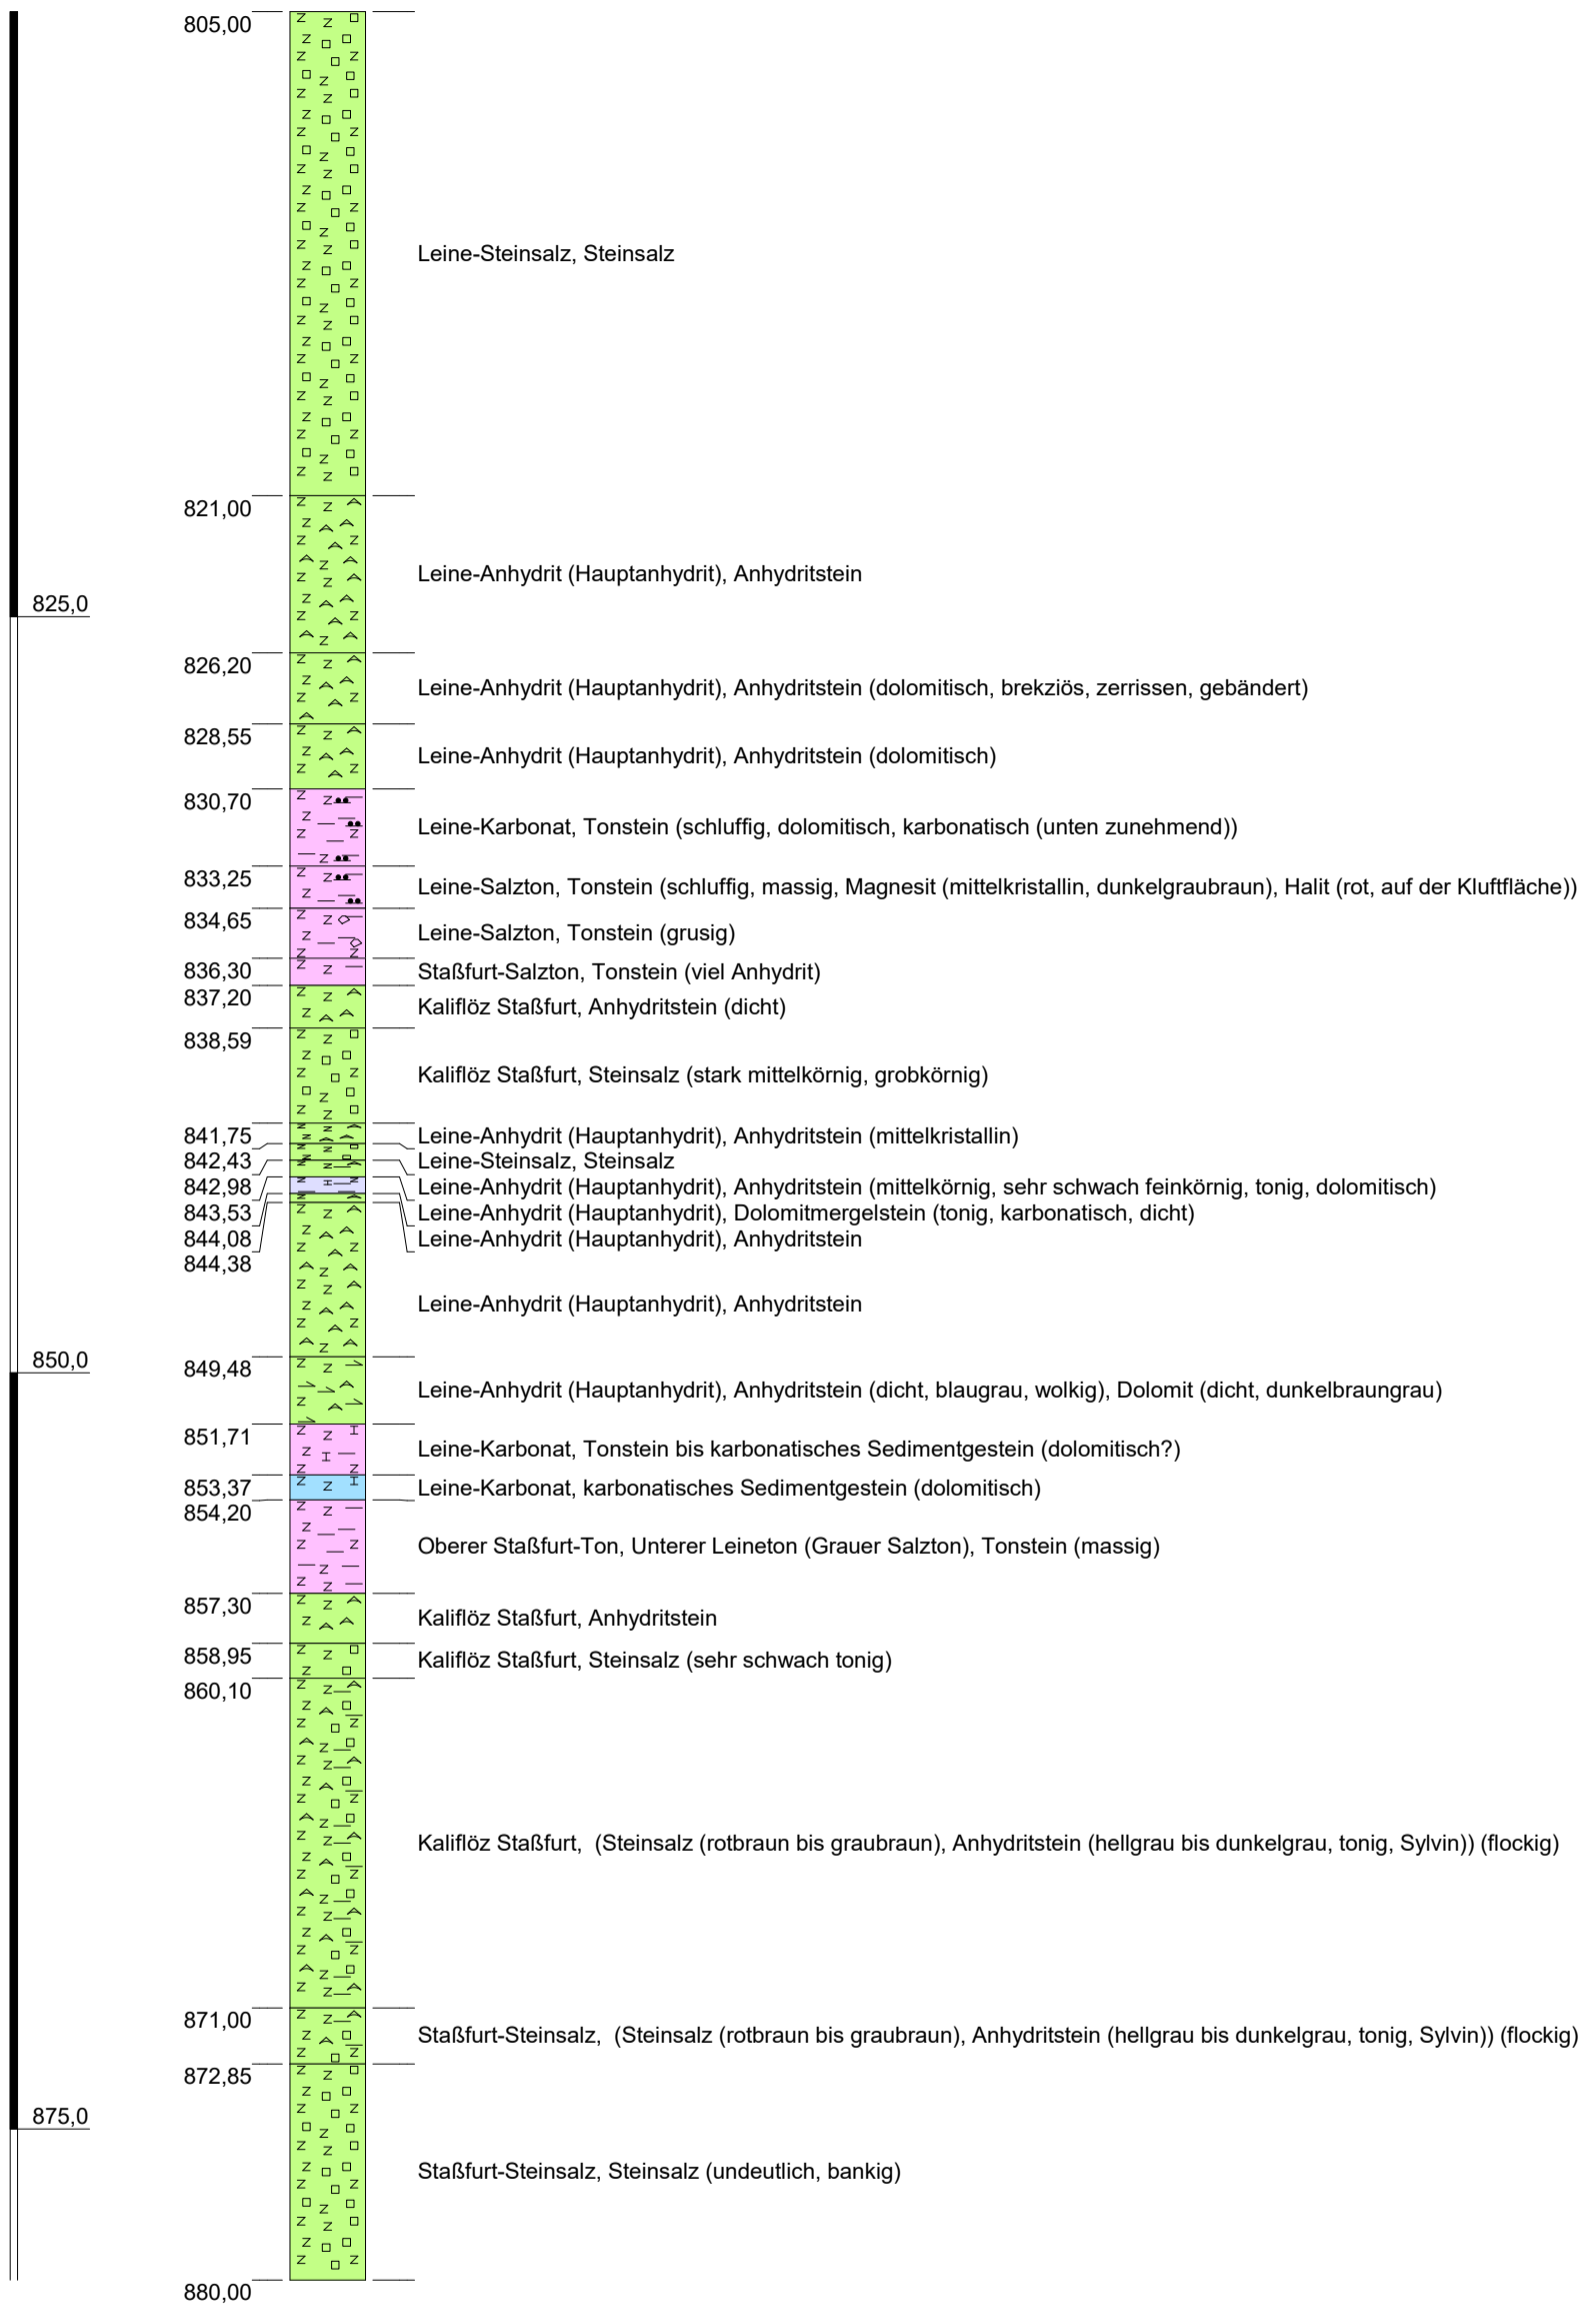 805,00
Leine-Steinsalz, Steinsalz
821,00
Leine-Anhydrit (Hauptanhydrit), Anhydritstein
825,0
826,20
Leine-Anhydrit (Hauptanhydrit), Anhydritstein (dolomitisch, brekziös, zerrissen, gebändert)
828,55
Leine-Anhydrit (Hauptanhydrit), Anhydritstein (dolomitisch)
830,70
Leine-Karbonat, Tonstein (schluffig, dolomitisch, karbonatisch (unten zunehmend))
833,25
Leine-Salzton, Tonstein (schluffig, massig, Magnesit (mittelkristallin, dunkelgraubraun), Halit (rot, auf der Kluftfläche))
834,65
Leine-Salzton, Tonstein (grusig)
836,30
Staßfurt-Salzton, Tonstein (viel Anhydrit)
837,20
Kaliflöz Staßfurt, Anhydritstein (dicht)
838,59
Kaliflöz Staßfurt, Steinsalz (stark mittelkörnig, grobkörnig)
841,75
Leine-Anhydrit (Hauptanhydrit), Anhydritstein (mittelkristallin)
842,43
Leine-Steinsalz, Steinsalz
842,98
Leine-Anhydrit (Hauptanhydrit), Anhydritstein (mittelkörnig, sehr schwach feinkörnig, tonig, dolomitisch)
843,53
Leine-Anhydrit (Hauptanhydrit), Dolomitmergelstein (tonig, karbonatisch, dicht)
844,08
Leine-Anhydrit (Hauptanhydrit), Anhydritstein
844,38
Leine-Anhydrit (Hauptanhydrit), Anhydritstein
850,0
849,48
Leine-Anhydrit (Hauptanhydrit), Anhydritstein (dicht, blaugrau, wolkig), Dolomit (dicht, dunkelbraungrau)
851,71
Leine-Karbonat, Tonstein bis karbonatisches Sedimentgestein (dolomitisch?)
853,37
Leine-Karbonat, karbonatisches Sedimentgestein (dolomitisch)
854,20
Oberer Staßfurt-Ton, Unterer Leineton (Grauer Salzton), Tonstein (massig)
857,30
Kaliflöz Staßfurt, Anhydritstein
858,95
Kaliflöz Staßfurt, Steinsalz (sehr schwach tonig)
860,10
Kaliflöz Staßfurt,  (Steinsalz (rotbraun bis graubraun), Anhydritstein (hellgrau bis dunkelgrau, tonig, Sylvin)) (flockig)
871,00
Staßfurt-Steinsalz,  (Steinsalz (rotbraun bis graubraun), Anhydritstein (hellgrau bis dunkelgrau, tonig, Sylvin)) (flockig)
872,85
875,0
Staßfurt-Steinsalz, Steinsalz (undeutlich, bankig)
880,00